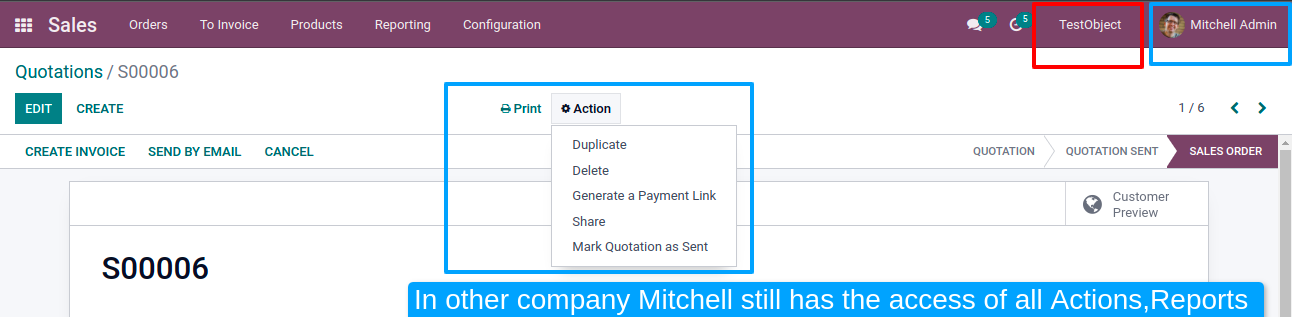 Sales Orders To Invoice Products Reporting Configuration 5 5 TestObject Mitchell Admin
Quotations / S00006
EDIT CREATE Print Action 1 / 6
Duplicate
CREATE INVOICE SEND BY EMAIL CANCEL QUOTATION QUOTATION SENT SALES ORDER
Delete
Generate a Payment Link
Customer
Preview
Share
Mark Quotation as Sent
S00006
In other company Mitchell still has the access of all Actions,Reports